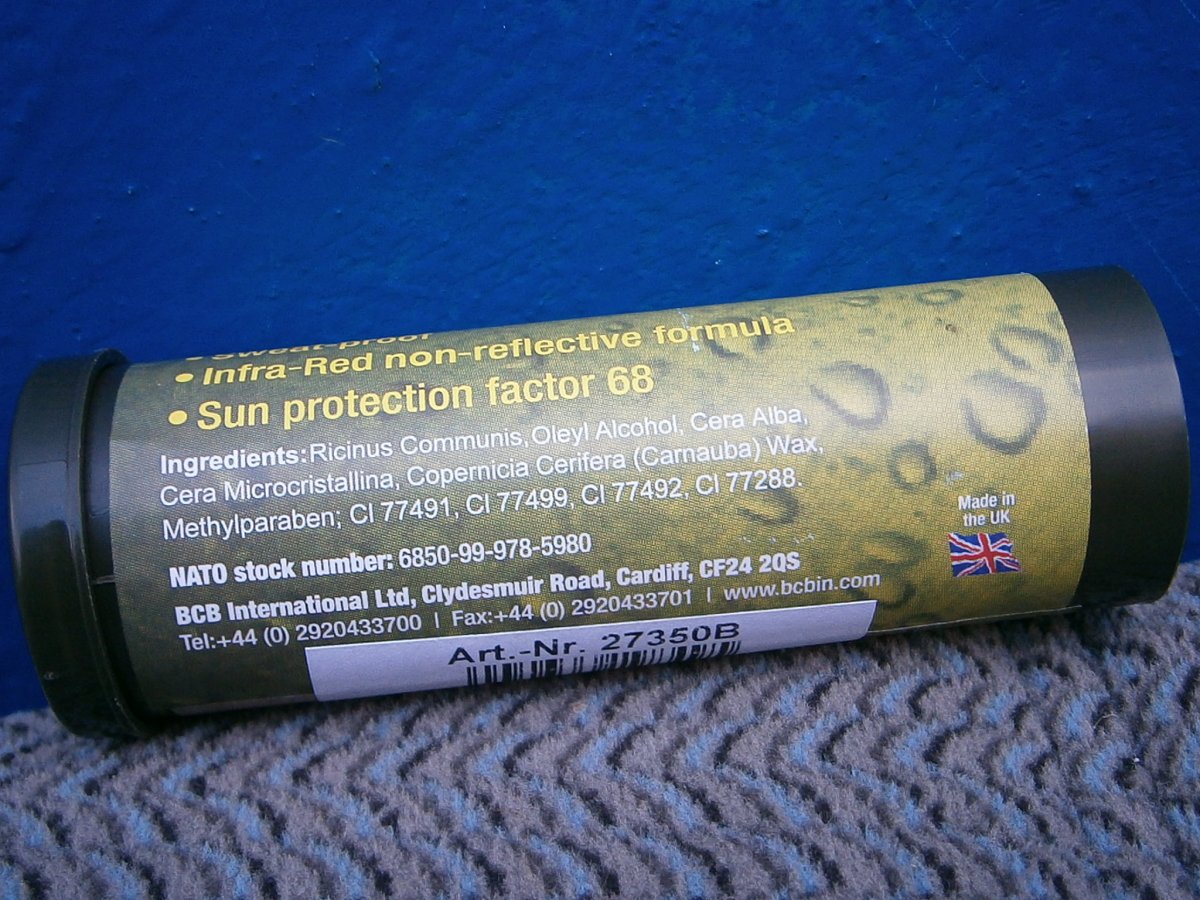 • Sweat proof
• Infra-Red non-reflective formula
• Sun protection factor 68
Ingredients: Ricinus Communis, Oleyl Alcohol, Cera Alba,
Cera Microcristallina, Copernicia Cerifera (Carnauba) Wax,
Methylparaben; CI 77491, CI 77499, CI 77492, CI 77288.
NATO stock number: 6850-99-978-5980
BCB International Ltd, Clydesmuir Road, Cardiff, CF24 2QS
Tel:+44 (0) 2920433700 | Fax:+44 (0) 2920433701 | www.bcbin.com
Made in
the UK
Art.-Nr. 27350B